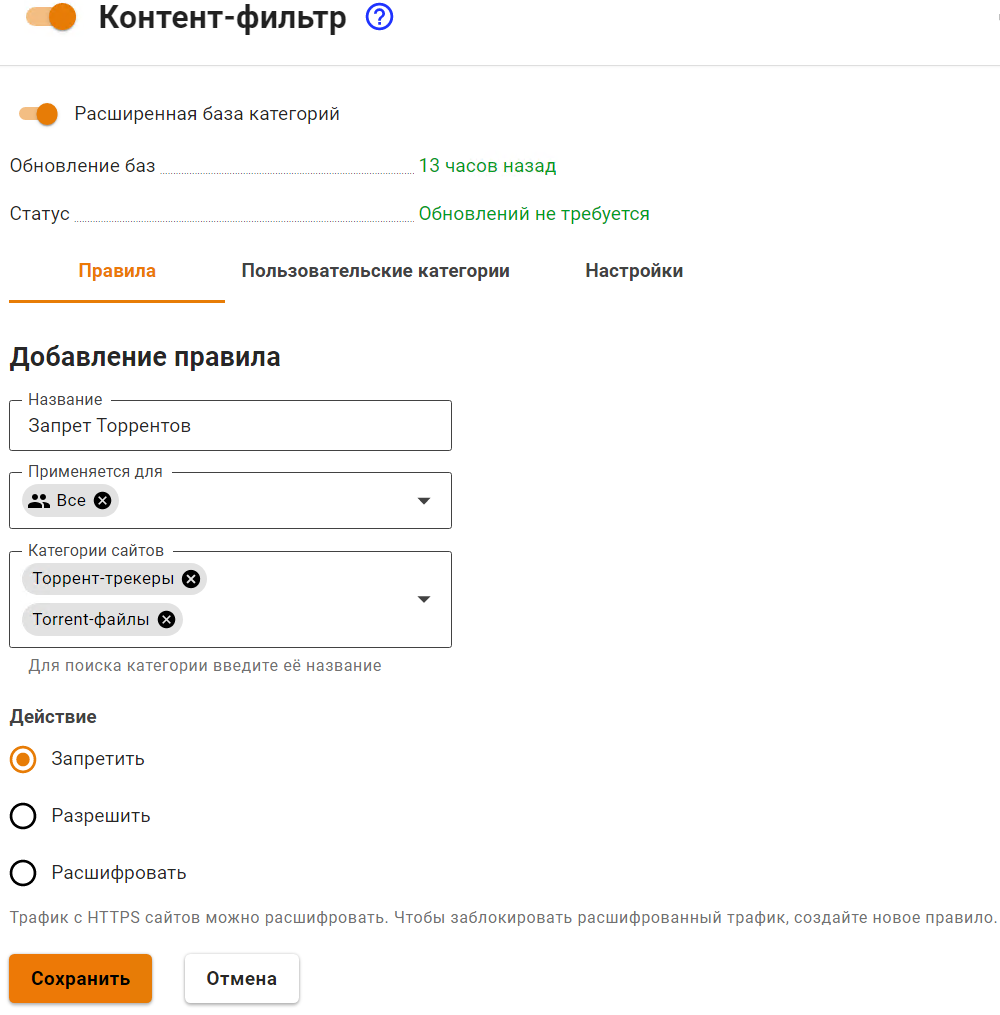 Контент-фильтр ?
Расширенная база категорий
Обновление баз 13 часов назад
Статус Обновлений не требуется
Правила Пользовательские категории Настройки
Добавление правила
Название
Запрет Торрентов
Применяется для
Все
Категории сайтов
Торрент-трекеры
Torrent-файлы
Для поиска категории введите её название
Действие
Запретить
Разрешить
Расшифровать
Трафик с HTTPS сайтов можно расшифровать. Чтобы заблокировать расшифрованный трафик, создайте новое правило.
Сохранить Отмена